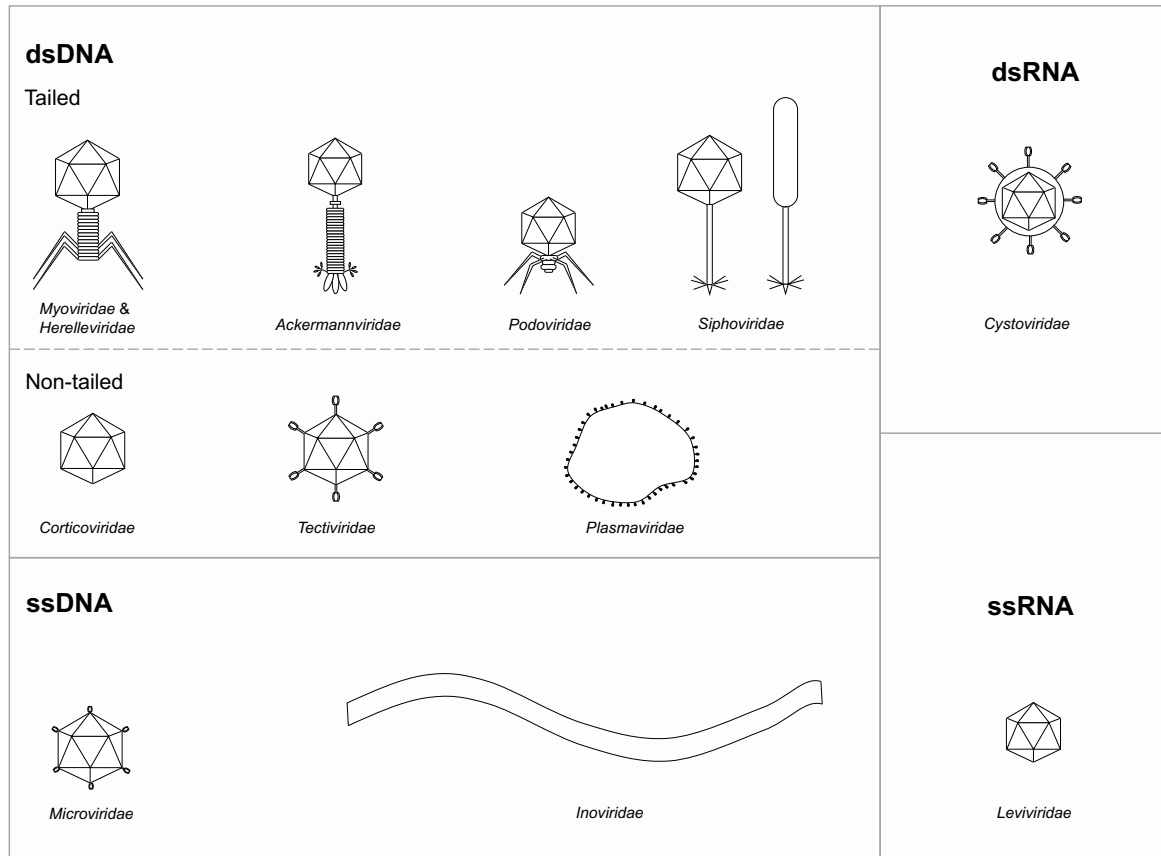 dsDNA
Tailed
Myoviridae &
Herelleviridae
Ackermannviridae
Podoviridae
Siphoviridae
Non-tailed
Corticoviridae
Tectiviridae
Plasmaviridae
ssDNA
Microviridae
Inoviridae
dsRNA
Cystoviridae
ssRNA
Leviviridae